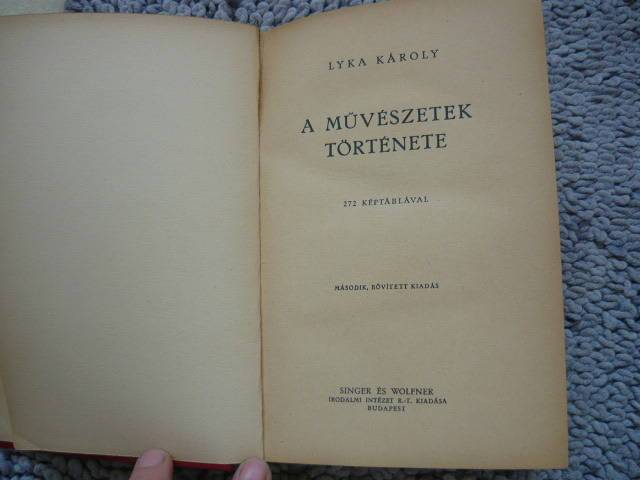 LYKA KÁROLY
A MŰVÉSZETEK
TÖRTÉNETE
272 KÉPTÁBLÁVAL
MÁSODIK, BŐVÍTETT KIADÁS
SINGER ÉS WOLFNER
IRODALMI INTÉZET R.-T. KIADÁSA
BUDAPEST